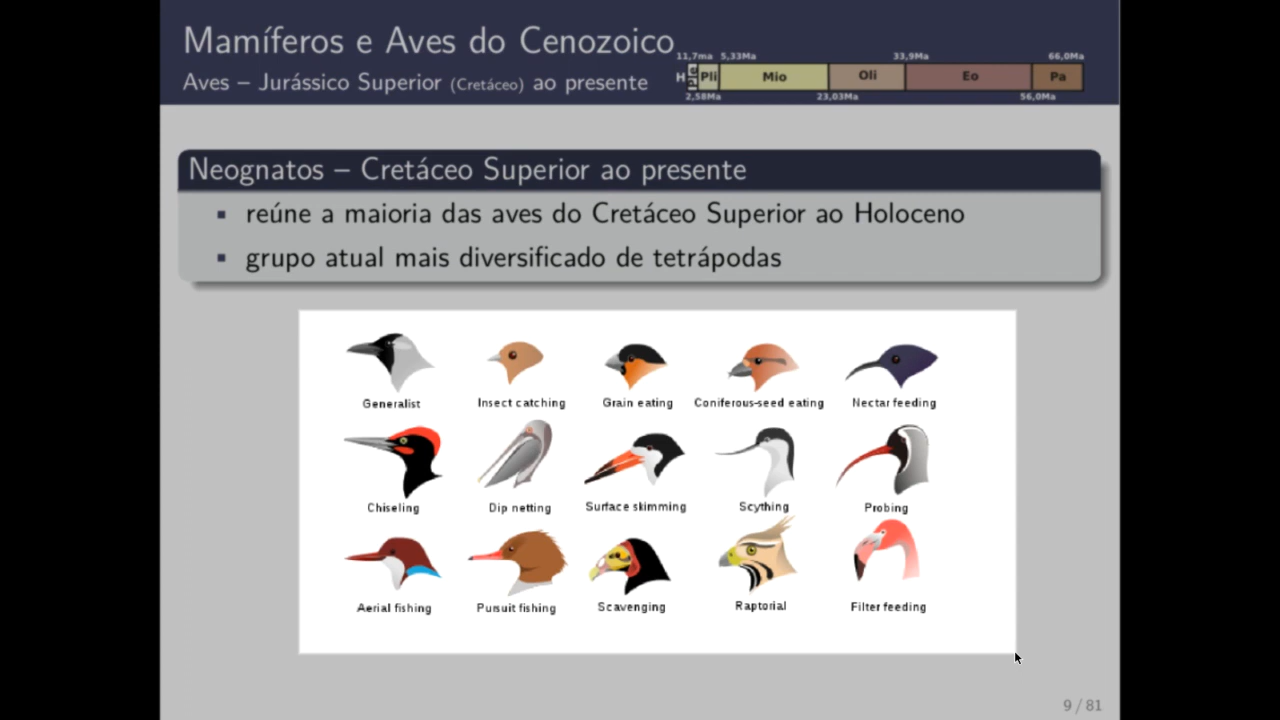 Mamíferos e Aves do Cenozoico
Aves – Jurássico Superior (Cretáceo) ao presente
11,7ma 5,33Ma 33,9Ma 66,0Ma
H Ple Pli Mio Oli Eo Pa
2,58Ma 23,03Ma 56,0Ma
Neognatos – Cretáceo Superior ao presente
reúne a maioria das aves do Cretáceo Superior ao Holoceno
grupo atual mais diversificado de tetrápodas
Generalist Insect catching Grain eating Coniferous-seed eating Nectar feeding
Chiseling Dip netting Surface skimming Scything Probing
Aerial fishing Pursuit fishing Scavenging Raptorial Filter feeding
9 / 81